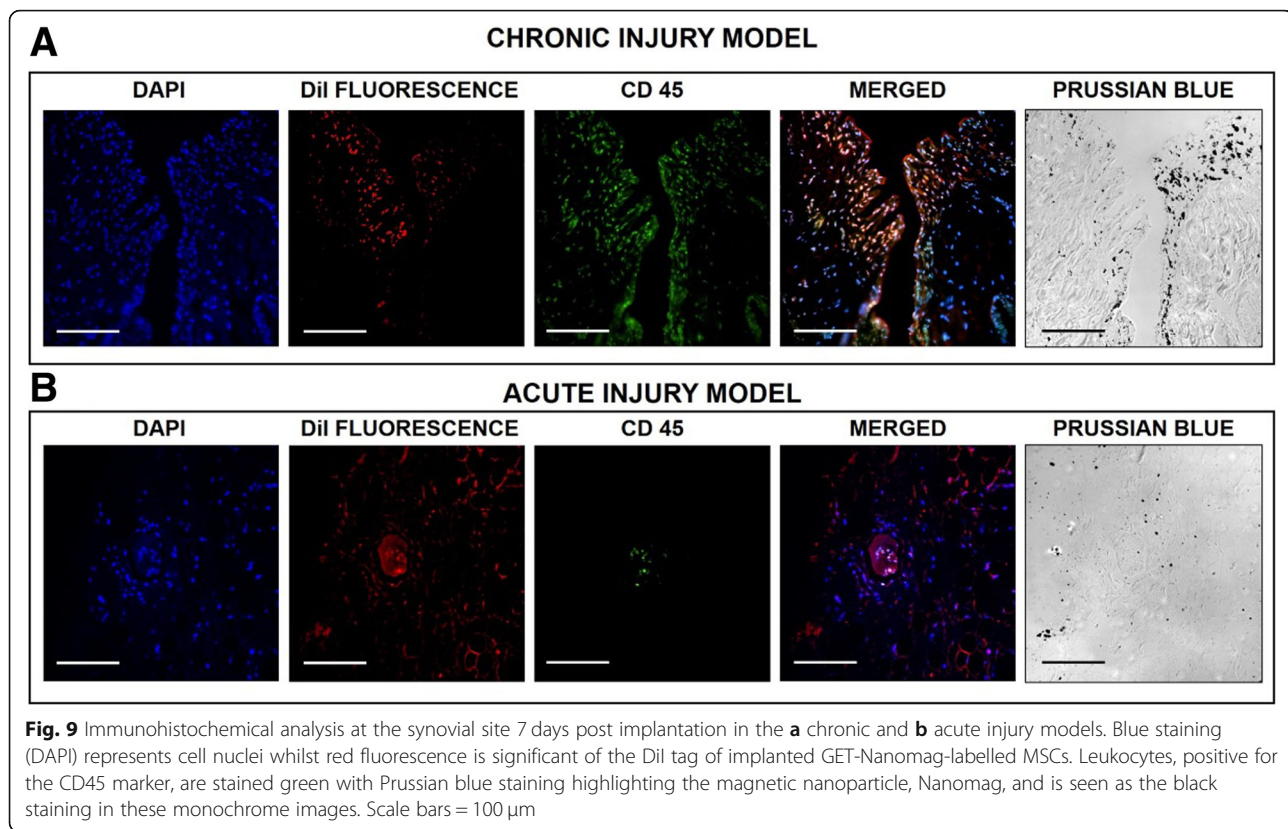 A
CHRONIC INJURY MODEL
DAPI DiI FLUORESCENCE CD 45 MERGED PRUSSIAN BLUE
B
ACUTE INJURY MODEL
DAPI DiI FLUORESCENCE CD 45 MERGED PRUSSIAN BLUE
Fig. 9 Immunohistochemical analysis at the synovial site 7 days post implantation in the a chronic and b acute injury models. Blue staining
(DAPI) represents cell nuclei whilst red fluorescence is significant of the DiI tag of implanted GET-Nanomag-labelled MSCs. Leukocytes, positive for
the CD45 marker, are stained green with Prussian blue staining highlighting the magnetic nanoparticle, Nanomag, and is seen as the black
staining in these monochrome images. Scale bars = 100 μm